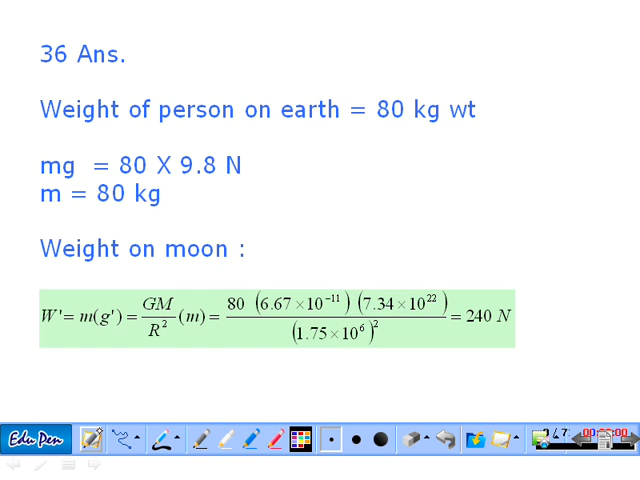 36 Ans.
Weight of person on earth = 80 kg wt
mg = 80 X 9.8 N
m = 80 kg
Weight on moon :
W'= m(g') = GM/R² (m) = 80 (6.67×10⁻¹¹) (7.34×10²²)/(1.75×10⁶)² = 240 N
Edu Pen